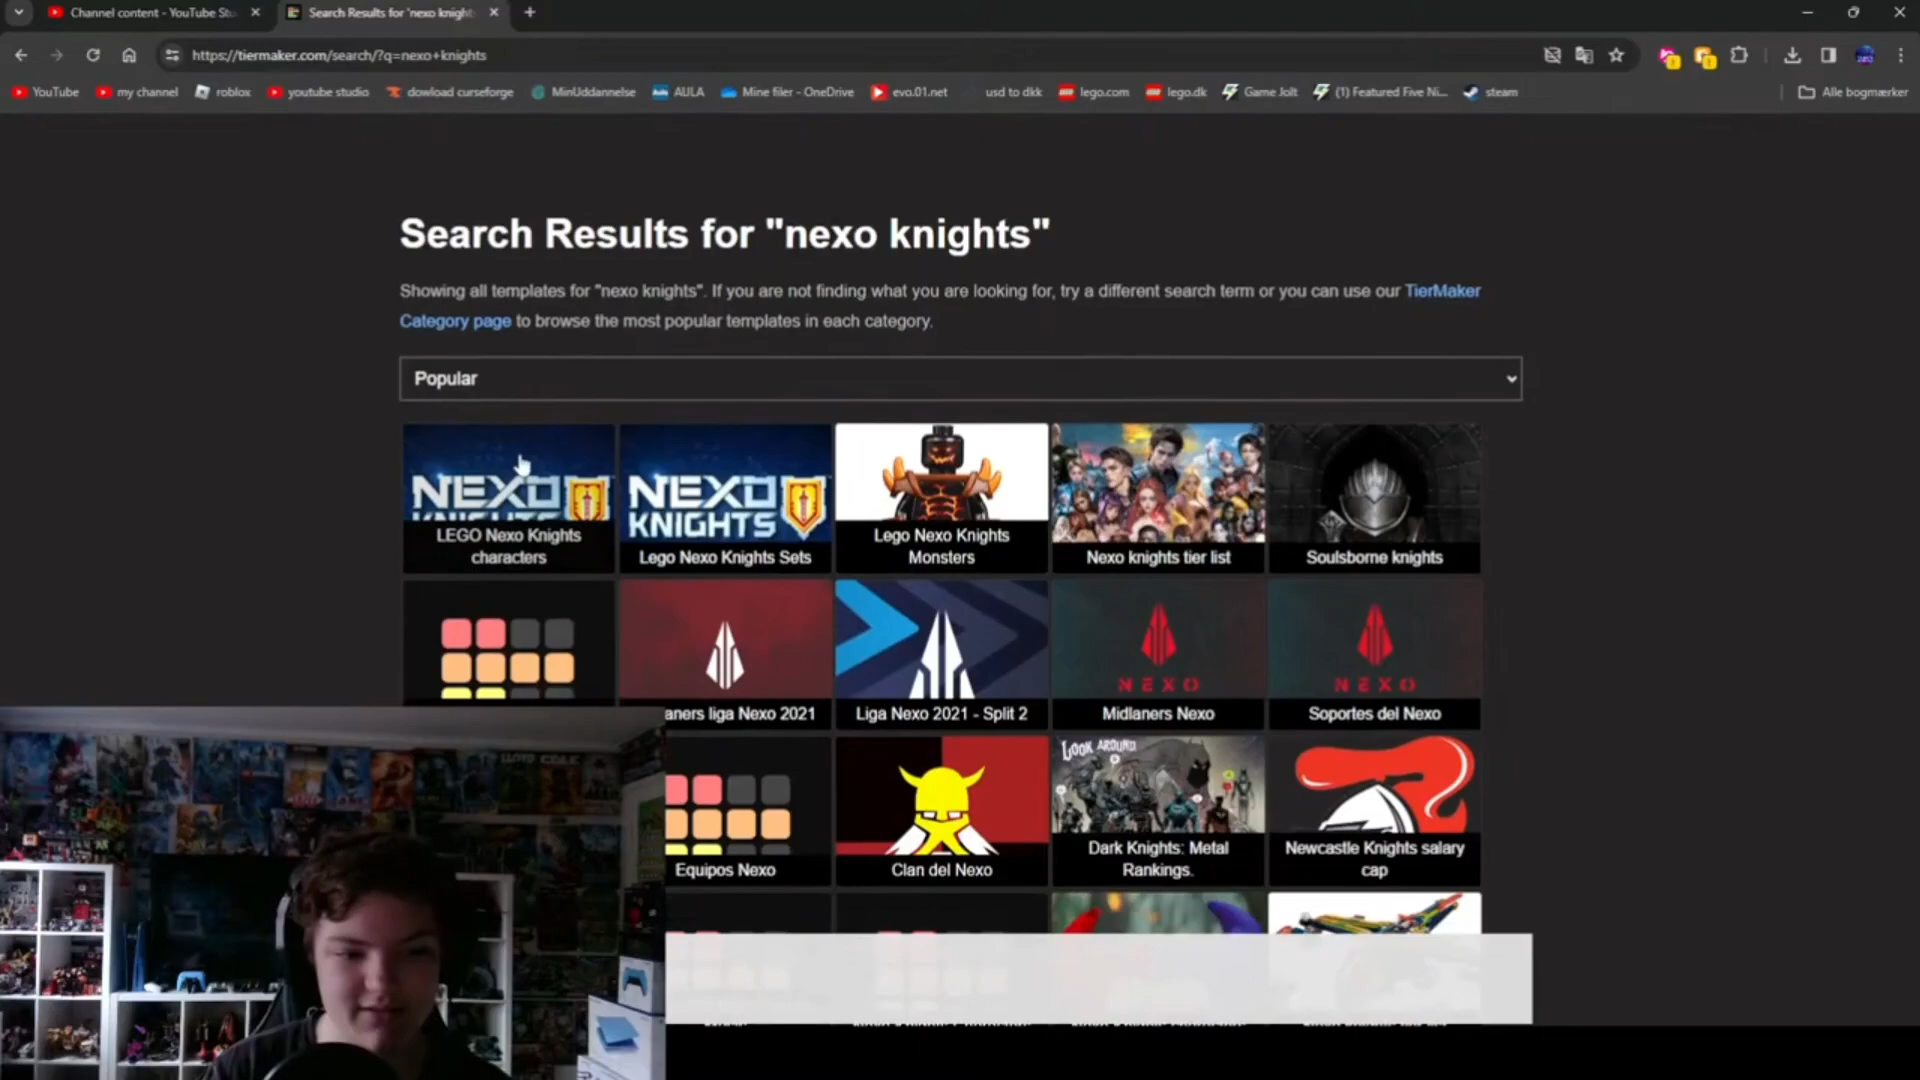 Channel content - YouTube Stu
Search Results for 'nexo knight
https://tiermaker.com/search/?q=nexo+knights
YouTube
my channel
roblox
youtube studio
dowload curseforge
MinUddannelse
AULA
Mine filer - OneDrive
evo.01.net
usd to dkk
lego.com
lego.dk
Game Jolt
(1) Featured Five Ni...
steam
Alle bogmærker
Search Results for "nexo knights"
Showing all templates for "nexo knights". If you are not finding what you are looking for, try a different search term or you can use our TierMaker
Category page to browse the most popular templates in each category.
Popular
NEXO
KNIGHTS
LEGO Nexo Knights
characters
NEXO
KNIGHTS
Lego Nexo Knights Sets
Lego Nexo Knights
Monsters
Nexo knights tier list
Soulsborne knights
aners liga Nexo 2021
Liga Nexo 2021 - Split 2
NEXO
Midlaners Nexo
NEXO
Soportes del Nexo
Equipos Nexo
Clan del Nexo
LOOK AROUND
Dark Knights: Metal
Rankings.
Newcastle Knights salary
cap